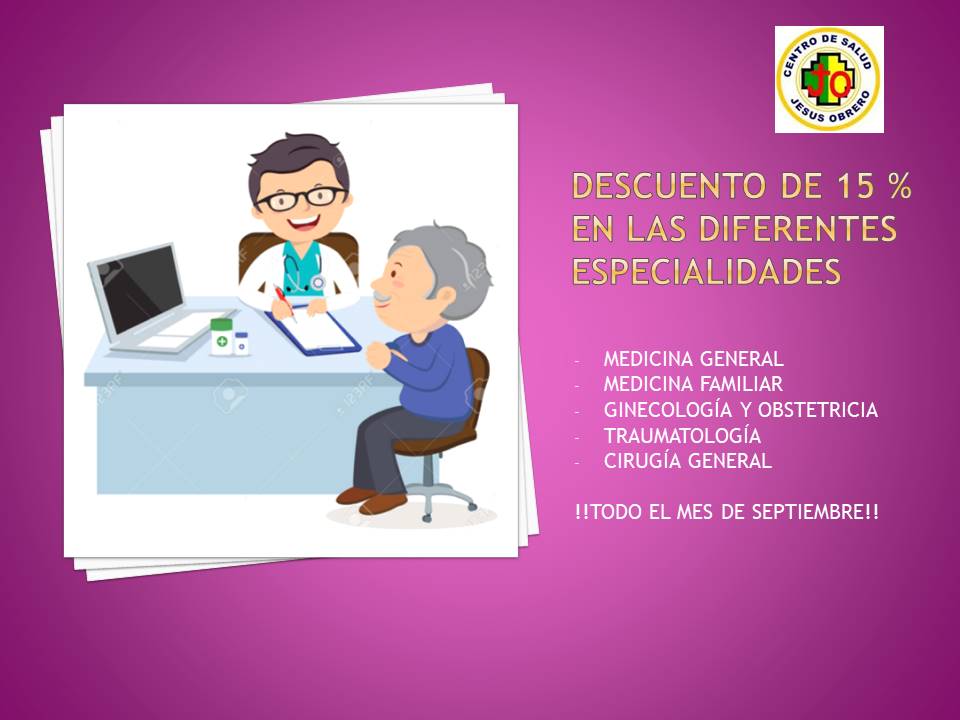 CENTRO DE SALUD
JO
JESUS OBRERO
DESCUENTO DE 15 %
EN LAS DIFERENTES
ESPECIALIDADES
- MEDICINA GENERAL
- MEDICINA FAMILIAR
- GINECOLOGÍA Y OBSTETRICIA
- TRAUMATOLOGÍA
- CIRUGÍA GENERAL
!!TODO EL MES DE SEPTIEMBRE!!
123RF